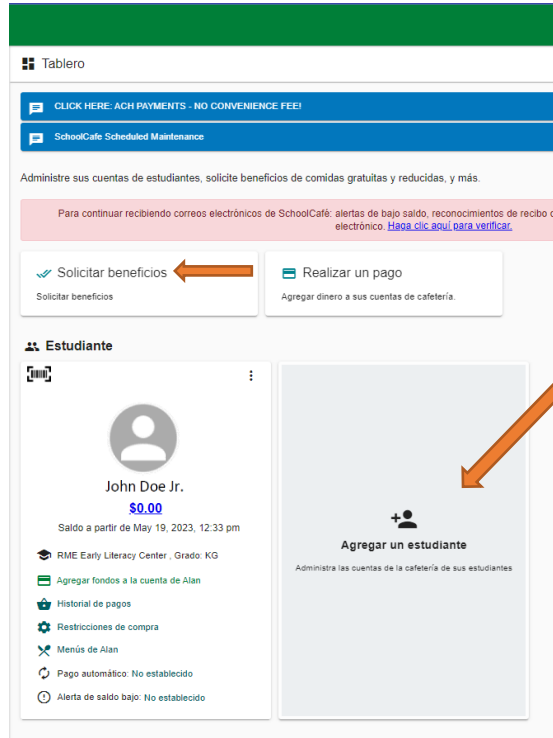 Tablero
CLICK HERE: ACH PAYMENTS - NO CONVENIENCE FEE!
SchoolCafe Scheduled Maintenance
Administre sus cuentas de estudiantes, solicite beneficios de comidas gratuitas y reducidas, y más.
Para continuar recibiendo correos electrónicos de SchoolCafé: alertas de bajo saldo, reconocimientos de recibo
electrónico. Haga clic aquí para verificar.
Solicitar beneficios
Solicitar beneficios
Realizar un pago
Agregar dinero a sus cuentas de cafetería.
Estudiante
John Doe Jr.
$0.00
Saldo a partir de May 19, 2023, 12:33 pm
RME Early Literacy Center , Grado: KG
Agregar fondos a la cuenta de Alan
Historial de pagos
Restricciones de compra
Menús de Alan
Pago automático: No establecido
Alerta de saldo bajo: No establecido
Agregar un estudiante
Administra las cuentas de la cafetería de sus estudiantes